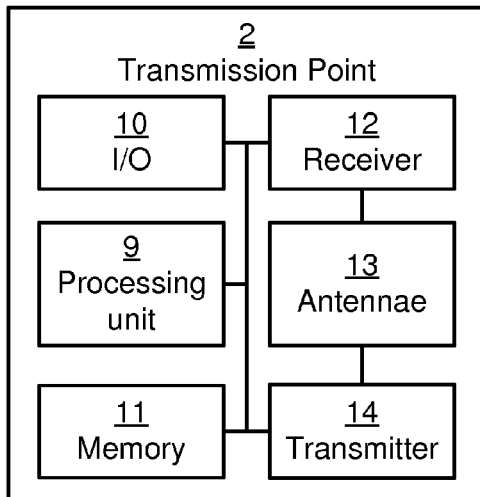 2
Transmission Point
10
I/O
12
Receiver
9
Processing
unit
13
Antennae
11
Memory
14
Transmitter